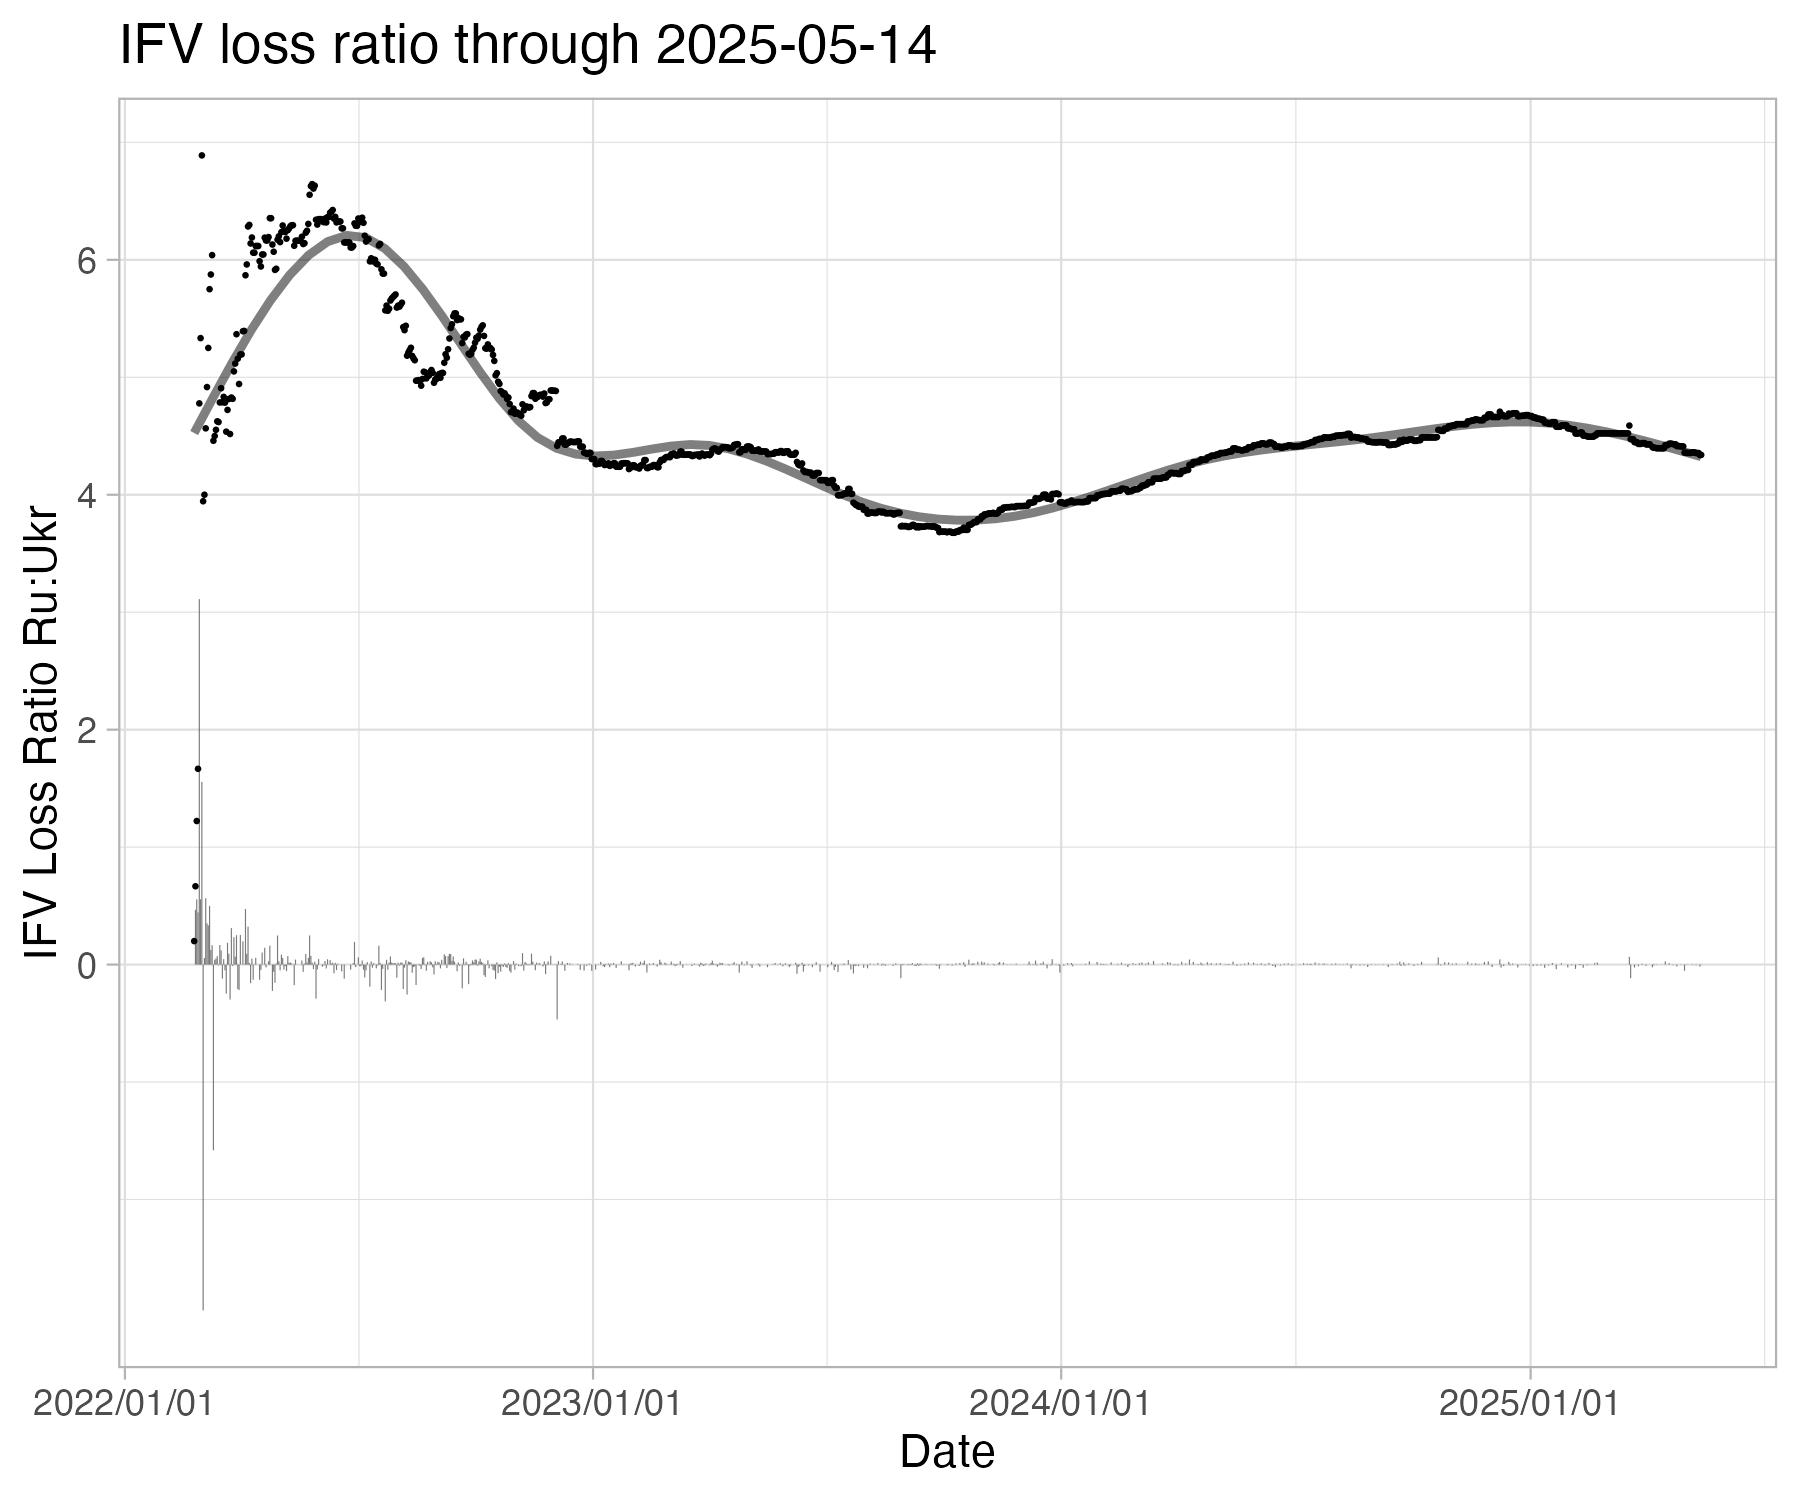 IFV loss ratio through 2025-05-14
IFV Loss Ratio Ru:Ukr
6
4
2
0
2022/01/01
2023/01/01
2024/01/01
2025/01/01
Date